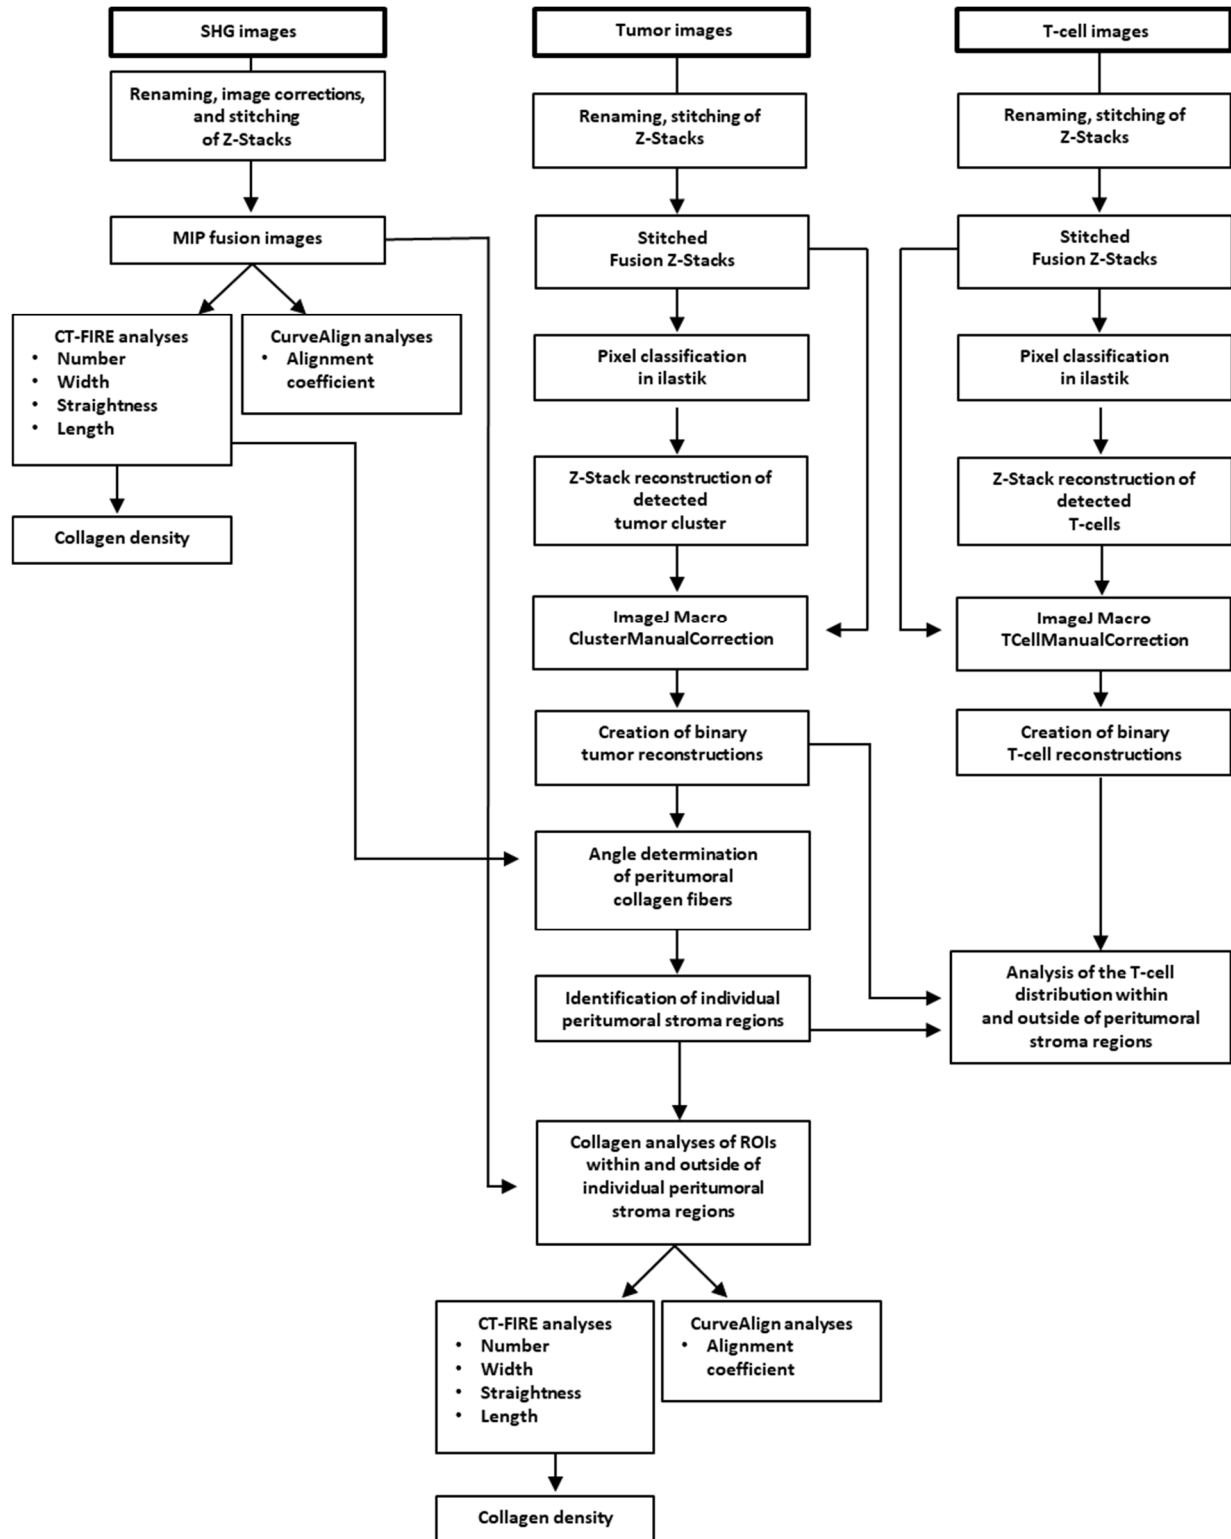 SHG images
Renaming, image corrections,
and stitching
of Z-Stacks
MIP fusion images
CT-FIRE analyses
• Number
• Width
• Straightness
• Length
CurveAlign analyses
• Alignment
coefficient
Collagen density
Tumor images
Renaming, stitching of
Z-Stacks
Stitched
Fusion Z-Stacks
Pixel classification
in ilastik
Z-Stack reconstruction of
detected
tumor cluster
ImageJ Macro
ClusterManualCorrection
Creation of binary
tumor reconstructions
Angle determination
of peritumoral
collagen fibers
Identification of individual
peritumoral stroma regions
Collagen analyses of ROIs
within and outside of
individual peritumoral
stroma regions
CT-FIRE analyses
• Number
• Width
• Straightness
• Length
CurveAlign analyses
• Alignment
coefficient
Collagen density
T-cell images
Renaming, stitching of
Z-Stacks
Stitched
Fusion Z-Stacks
Pixel classification
in ilastik
Z-Stack reconstruction of
detected
T-cells
ImageJ Macro
TCellManualCorrection
Creation of binary
T-cell reconstructions
Analysis of the T-cell
distribution within
and outside of peritumoral
stroma regions